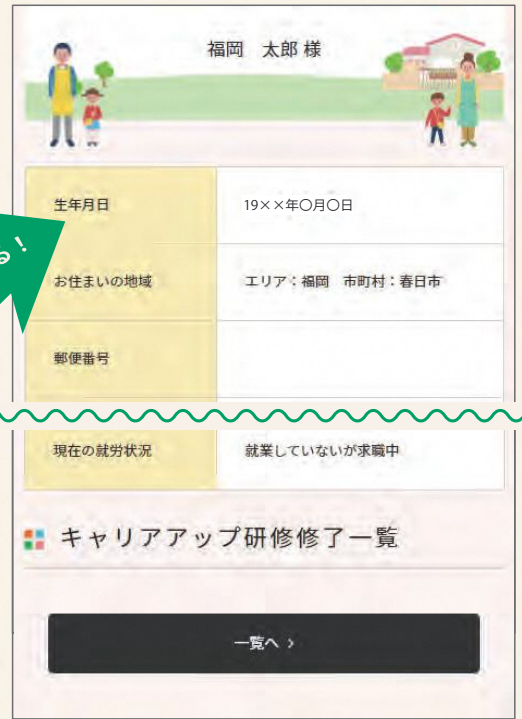 福岡　太郎 様
生年月日　19××年〇月〇日
る！
お住まいの地域　エリア：福岡　市町村：春日市
郵便番号
現在の就労状況　就業していないが求職中
キャリアアップ研修修了一覧
一覧へ ›